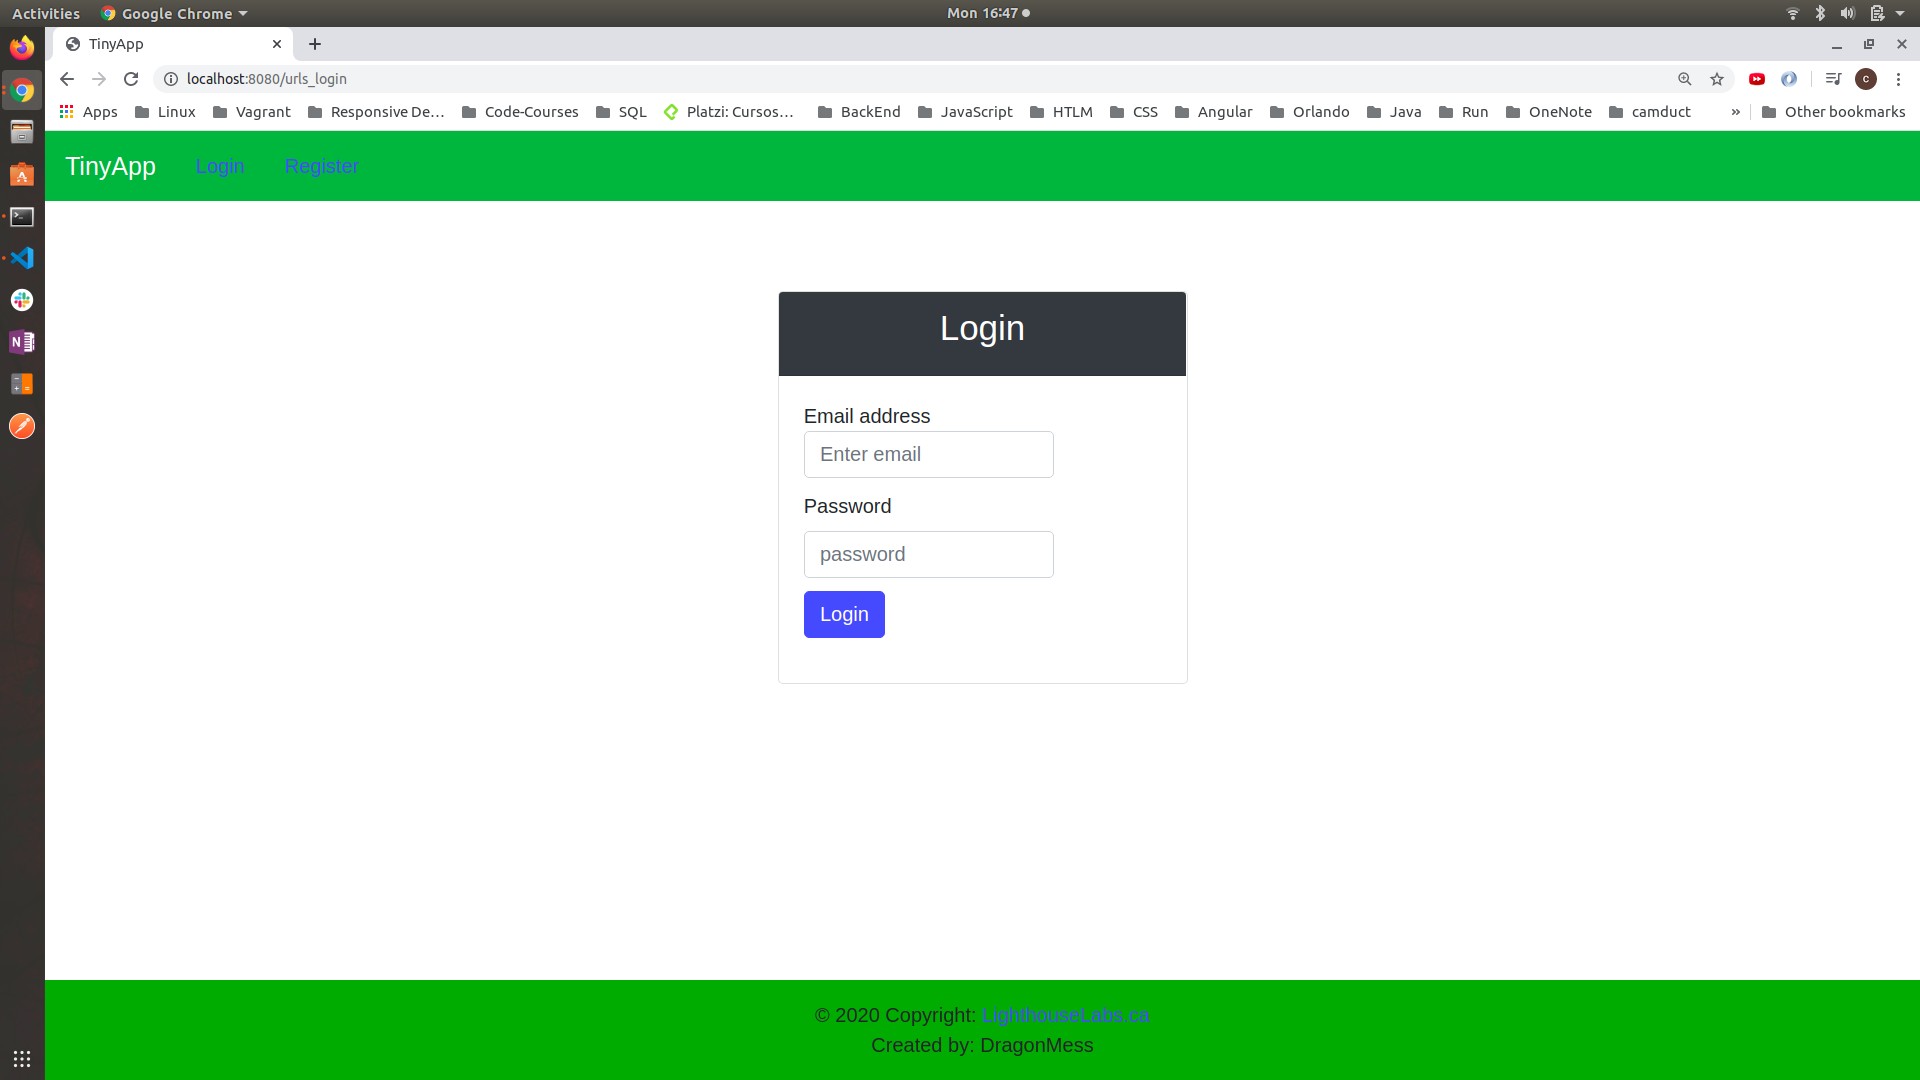 Activities Google Chrome Mon 16:47
TinyApp
localhost:8080/urls_login
Apps Linux Vagrant Responsive De… Code-Courses SQL Platzi: Cursos… BackEnd JavaScript HTLM CSS Angular Orlando Java Run OneNote camduct » Other bookmarks
TinyApp Login Register
Login
Email address
Enter email
Password
password
Login
© 2020 Copyright: LighthouseLabs.ca
Created by: DragonMess